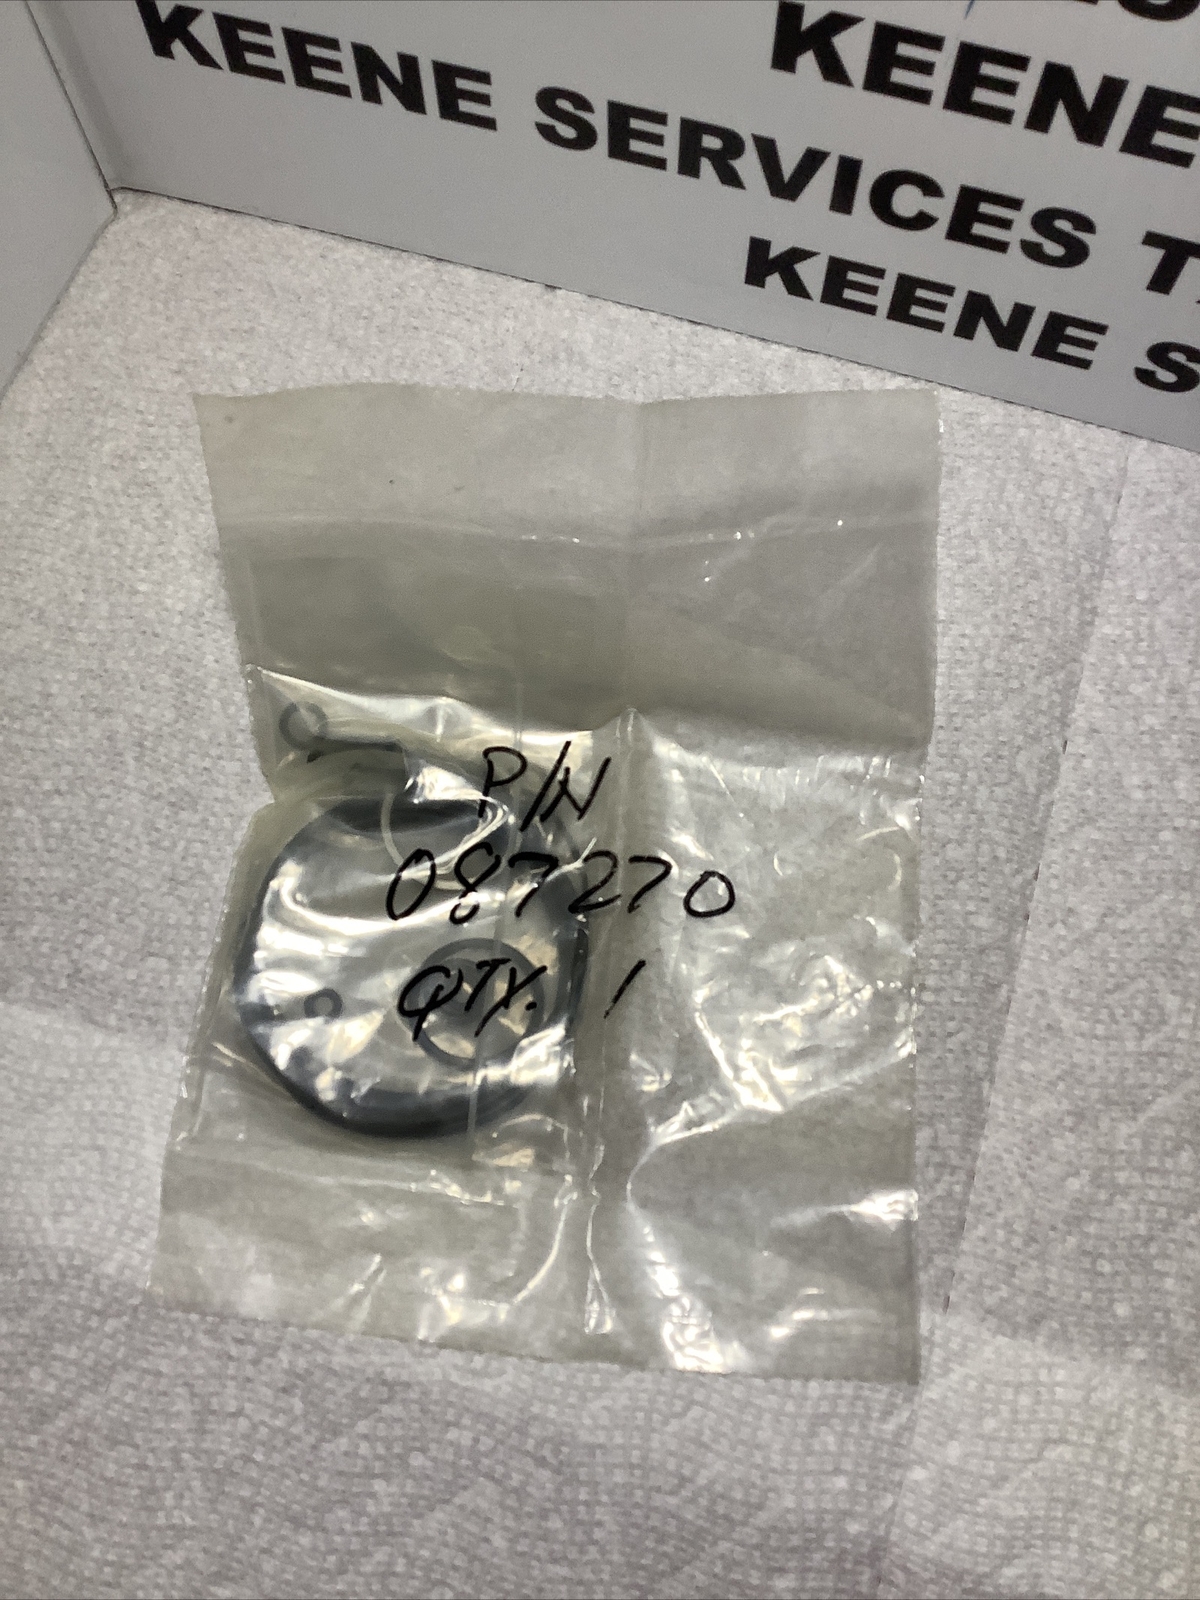 KEENE
KEENE SERVICES
KEENE S
P/N
087270
QTY. 1